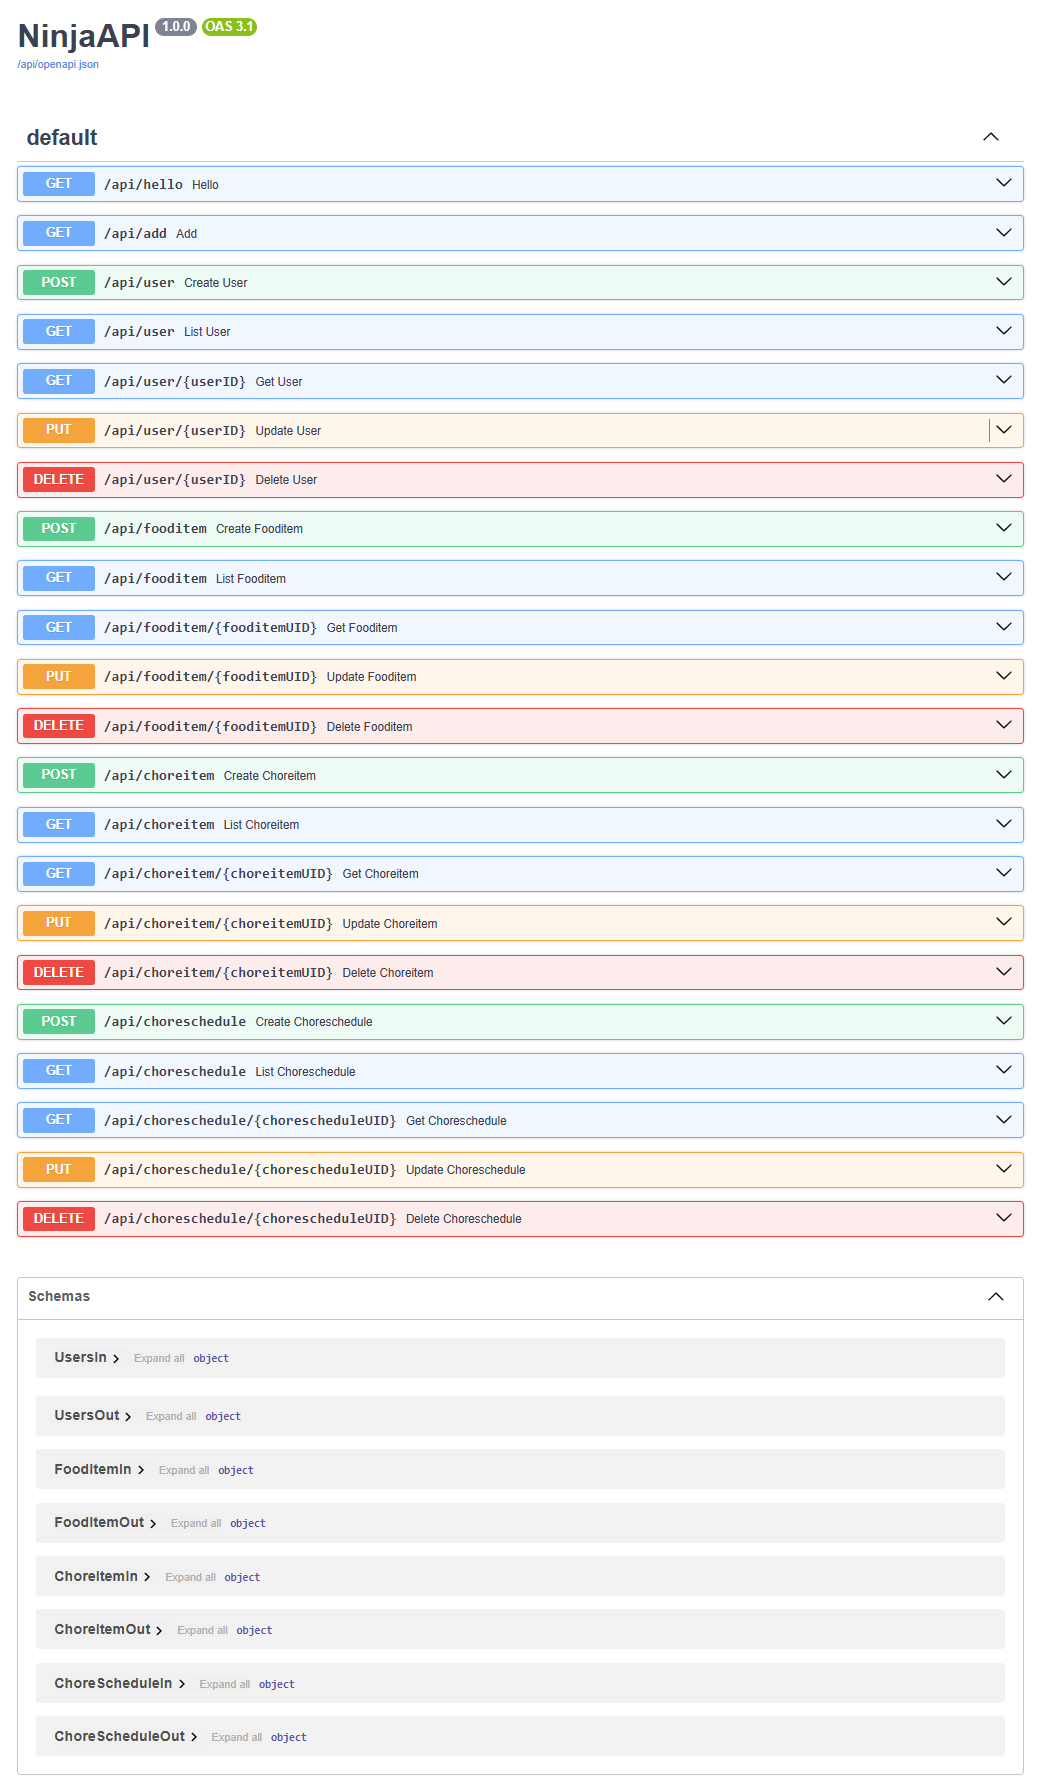 NinjaAPI 1.0.0 OAS 3.1
/api/openapi.json
default
GET /api/hello Hello
GET /api/add Add
POST /api/user Create User
GET /api/user List User
GET /api/user/{userID} Get User
PUT /api/user/{userID} Update User
DELETE /api/user/{userID} Delete User
POST /api/fooditem Create Fooditem
GET /api/fooditem List Fooditem
GET /api/fooditem/{fooditemUID} Get Fooditem
PUT /api/fooditem/{fooditemUID} Update Fooditem
DELETE /api/fooditem/{fooditemUID} Delete Fooditem
POST /api/choreitem Create Choreitem
GET /api/choreitem List Choreitem
GET /api/choreitem/{choreitemUID} Get Choreitem
PUT /api/choreitem/{choreitemUID} Update Choreitem
DELETE /api/choreitem/{choreitemUID} Delete Choreitem
POST /api/choreschedule Create Choreschedule
GET /api/choreschedule List Choreschedule
GET /api/choreschedule/{chorescheduleUID} Get Choreschedule
PUT /api/choreschedule/{chorescheduleUID} Update Choreschedule
DELETE /api/choreschedule/{chorescheduleUID} Delete Choreschedule
Schemas
UsersIn Expand all object
UsersOut Expand all object
FoodItemIn Expand all object
FoodItemOut Expand all object
ChoreItemIn Expand all object
ChoreItemOut Expand all object
ChoreScheduleIn Expand all object
ChoreScheduleOut Expand all object